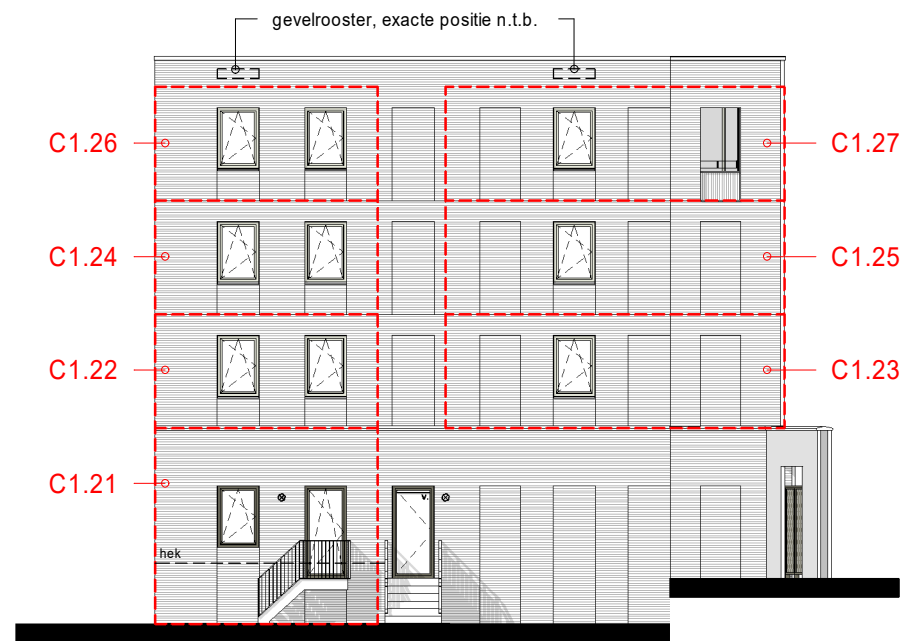 gevelrooster, exacte positie n.t.b.
C1.26
C1.27
C1.24
C1.25
C1.22
C1.23
C1.21
v.
hek